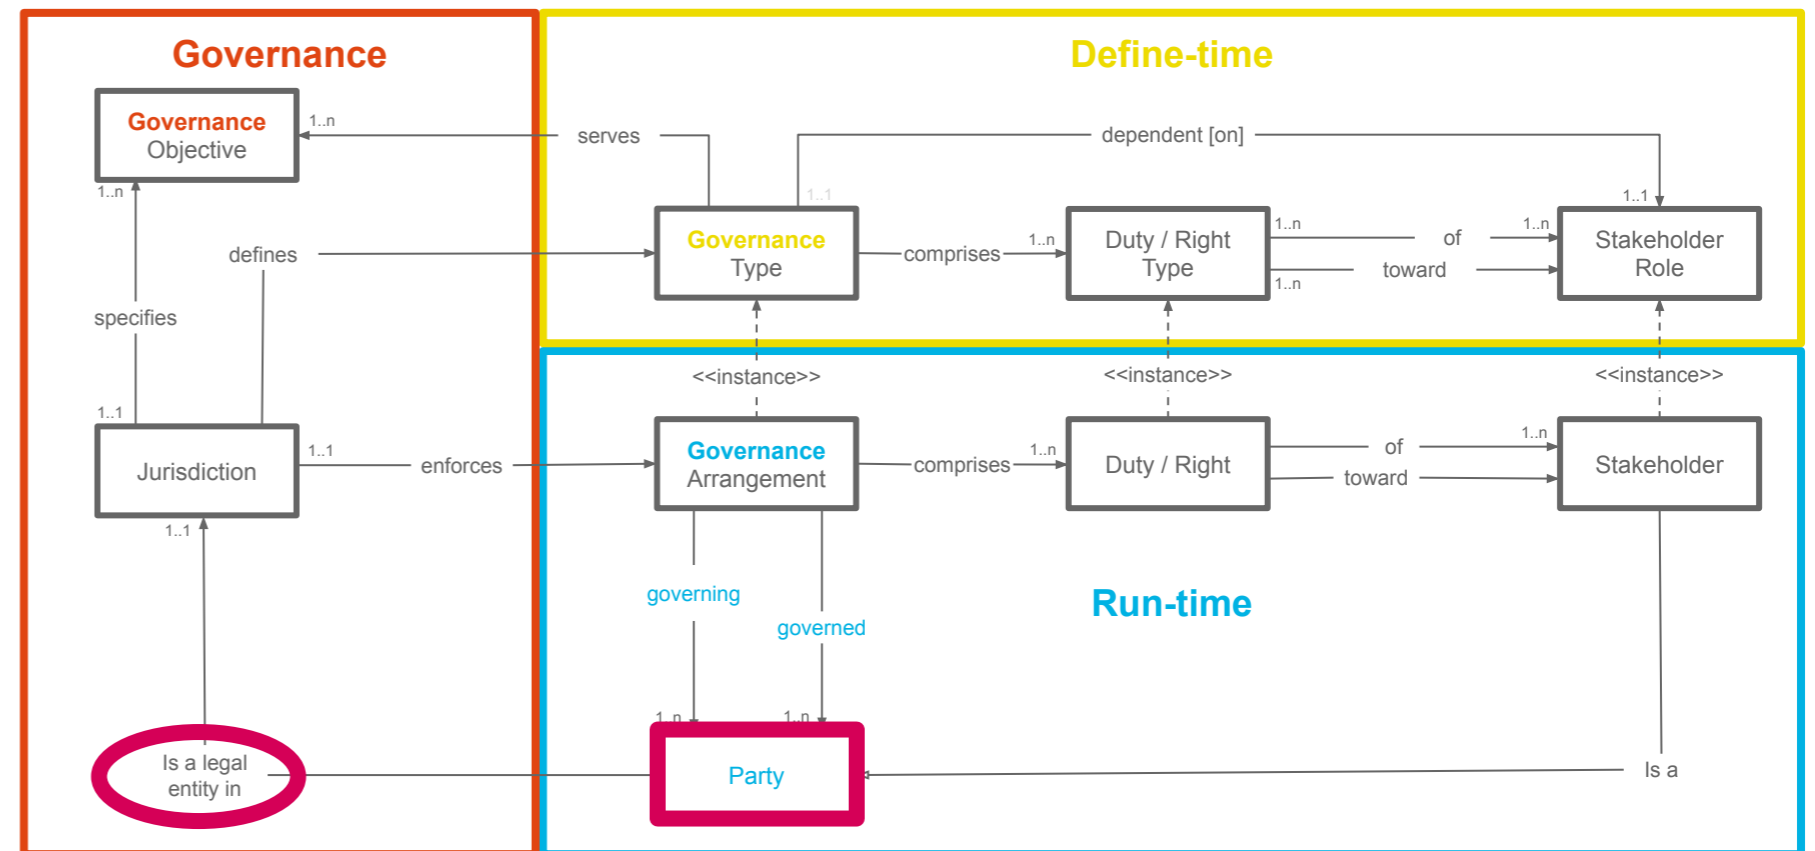 Governance
Define-time
Governance
Objective
1..n
serves
dependent [on]
1..n
1..1
1..1
defines
Governance
Type
comprises
1..n
Duty / Right
Type
1..n
of
1..n
toward
1..n
Stakeholder
Role
specifies
<<instance>>
<<instance>>
<<instance>>
1..1
Jurisdiction
1..1
enforces
Governance
Arrangement
comprises
1..n
Duty / Right
of
1..n
toward
Stakeholder
1..1
governing
governed
Run-time
1..n
1..n
Is a legal
entity in
Party
Is a